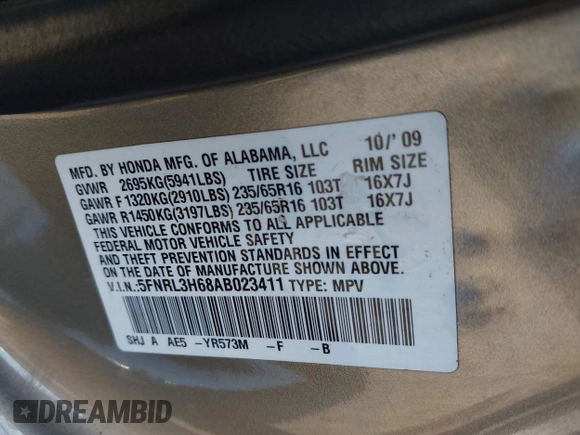 MFD. BY HONDA MFG. OF ALABAMA, LLC 10/'09
GVWR 2695KG(5941LBS) TIRE SIZE RIM SIZE
GAWR F1320KG(2910LBS) 235/65R16 103T 16X7J
GAWR R1450KG(3197LBS) 235/65R16 103T 16X7J
THIS VEHICLE CONFORMS TO ALL APPLICABLE
FEDERAL MOTOR VEHICLE SAFETY
AND THEFT PREVENTION STANDARDS IN EFFECT
ON THE DATE OF MANUFACTURE SHOWN ABOVE.
V.I.N.:5FNRL3H68AB023411 TYPE: MPV
SHJ A AE5 -YR573M -F -B
DREAMBID